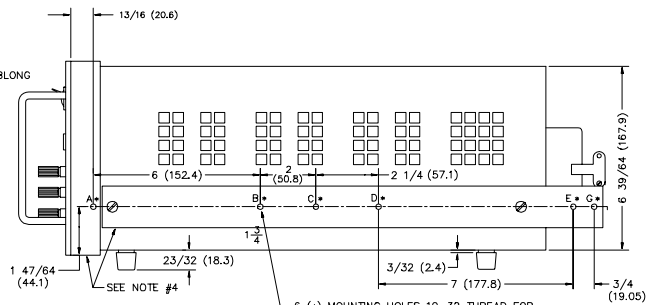 13/16 (20.6)
BLONG
6 (152.4)
2
(50.8)
2 1/4 (57.1)
6 39/64 (167.9)
A*
B*
C*
D*
E*
G*
1 3/4
1 47/64
(44.1)
23/32 (18.3)
3/32 (2.4)
7 (177.8)
3/4
(19.05)
SEE NOTE #4
MOUNTING HOLES 10-32 THREAD FOR